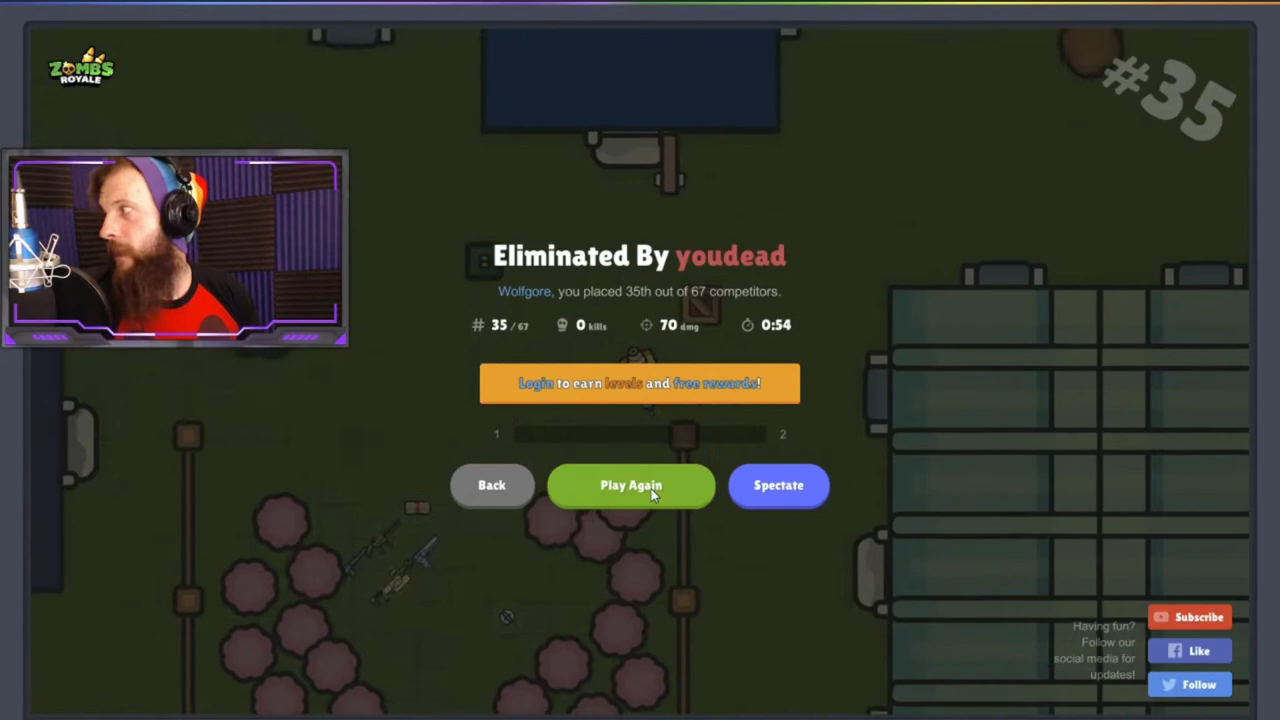 ZOMBS
ROYALE
#35
Eliminated By youdead
Wolfgore, you placed 35th out of 67 competitors.
# 35 / 67 0 kills 70 dmg 0:54
Login to earn levels and free rewards!
1 2
Back Play Again Spectate
Having fun?
Follow our
social media for
updates!
Subscribe
Like
Follow